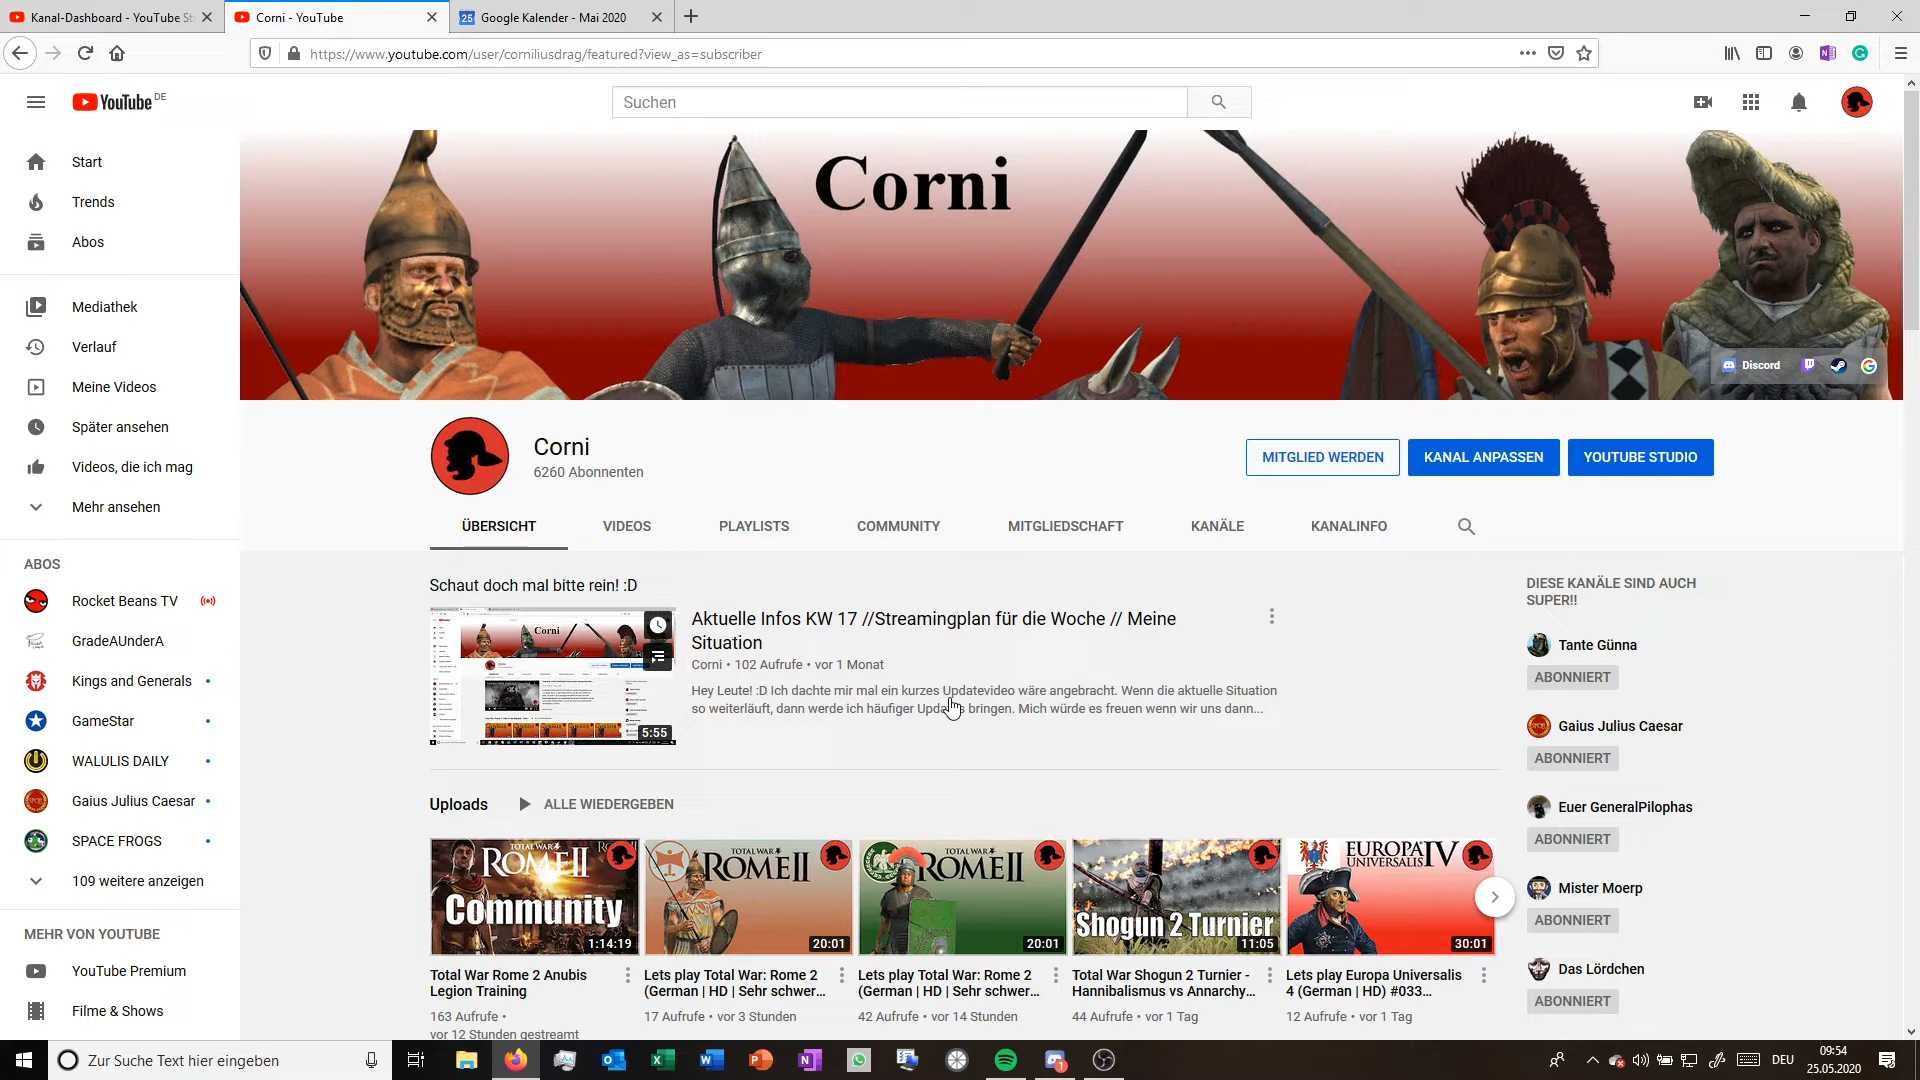 Kanal-Dashboard - YouTube St
Corni - YouTube
Google Kalender - Mai 2020
https://www.youtube.com/user/corniliusdrag/featured?view_as=subscriber
YouTube DE
Suchen
Start
Trends
Abos
Mediathek
Verlauf
Meine Videos
Später ansehen
Videos, die ich mag
Mehr ansehen
ABOS
Rocket Beans TV
GradeAUnderA
Kings and Generals
GameStar
WALULIS DAILY
Gaius Julius Caesar
SPACE FROGS
109 weitere anzeigen
MEHR VON YOUTUBE
YouTube Premium
Filme & Shows
Corni
Discord
Corni
6260 Abonnenten
MITGLIED WERDEN
KANAL ANPASSEN
YOUTUBE STUDIO
ÜBERSICHT
VIDEOS
PLAYLISTS
COMMUNITY
MITGLIEDSCHAFT
KANÄLE
KANALINFO
Schaut doch mal bitte rein! :D
Corni
5:55
Aktuelle Infos KW 17 //Streamingplan für die Woche // Meine
Situation
Corni • 102 Aufrufe • vor 1 Monat
Hey Leute! :D Ich dachte mir mal ein kurzes Updatevideo wäre angebracht. Wenn die aktuelle Situation
so weiterläuft, dann werde ich häufiger Updates bringen. Mich würde es freuen wenn wir uns dann...
Uploads
ALLE WIEDERGEBEN
TOTAL WAR
ROME II
Community
1:14:19
Total War Rome 2 Anubis
Legion Training
163 Aufrufe •
vor 12 Stunden gestreamt
TOTAL WAR
ROME II
20:01
Lets play Total War: Rome 2
(German | HD | Sehr schwer...
17 Aufrufe • vor 3 Stunden
TOTAL WAR
ROME II
20:01
Lets play Total War: Rome 2
(German | HD | Sehr schwer...
42 Aufrufe • vor 14 Stunden
Shogun 2 Turnier
11:05
Total War Shogun 2 Turnier -
Hannibalismus vs Annarchy...
44 Aufrufe • vor 1 Tag
EUROPA
UNIVERSALIS IV
30:01
Lets play Europa Universalis
4 (German | HD) #033...
12 Aufrufe • vor 1 Tag
DIESE KANÄLE SIND AUCH
SUPER!!
Tante Günna
ABONNIERT
Gaius Julius Caesar
ABONNIERT
Euer GeneralPilophas
ABONNIERT
Mister Moerp
ABONNIERT
Das Lördchen
ABONNIERT
Zur Suche Text hier eingeben
DEU
09:54
25.05.2020